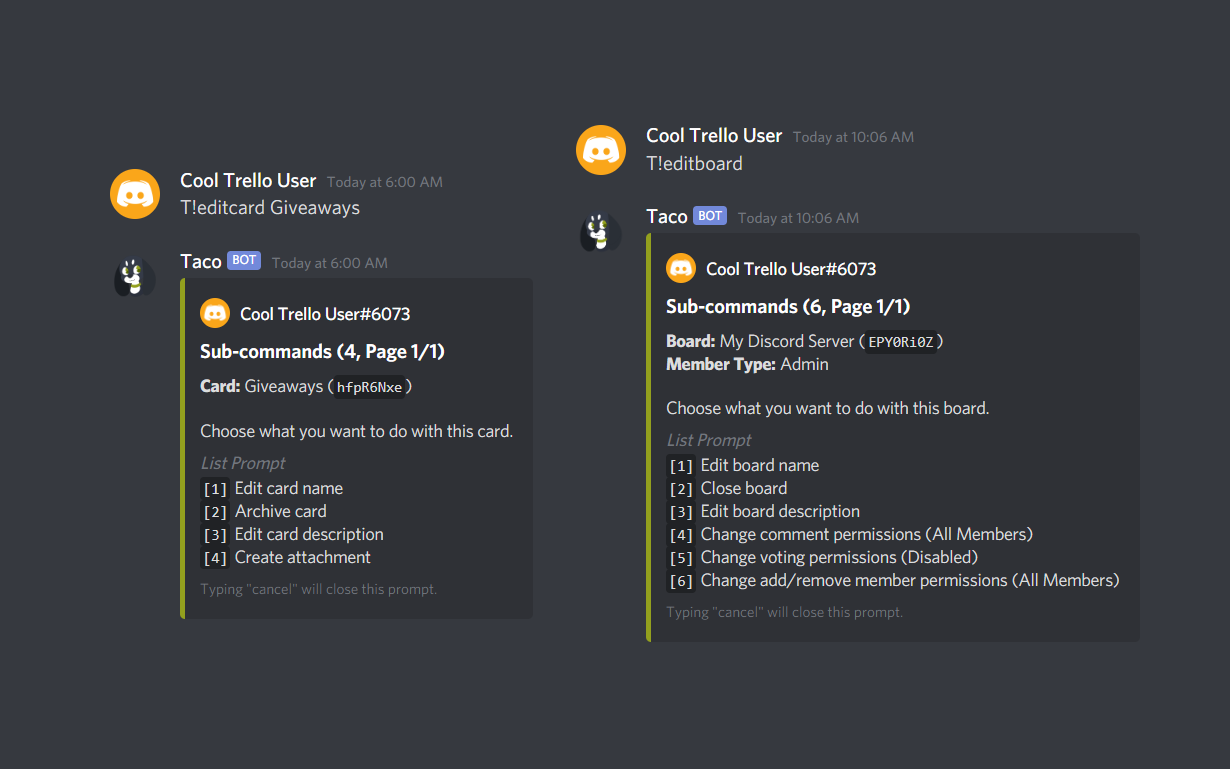 Cool Trello User Today at 6:00 AM
T!editcard Giveaways
Taco BOT Today at 6:00 AM
Cool Trello User#6073
Sub-commands (4, Page 1/1)
Card: Giveaways (hfpR6Nxe)
Choose what you want to do with this card.
List Prompt
[1] Edit card name
[2] Archive card
[3] Edit card description
[4] Create attachment
Typing "cancel" will close this prompt.
Cool Trello User Today at 10:06 AM
T!editboard
Taco BOT Today at 10:06 AM
Cool Trello User#6073
Sub-commands (6, Page 1/1)
Board: My Discord Server (EPY0Ri0Z)
Member Type: Admin
Choose what you want to do with this board.
List Prompt
[1] Edit board name
[2] Close board
[3] Edit board description
[4] Change comment permissions (All Members)
[5] Change voting permissions (Disabled)
[6] Change add/remove member permissions (All Members)
Typing "cancel" will close this prompt.